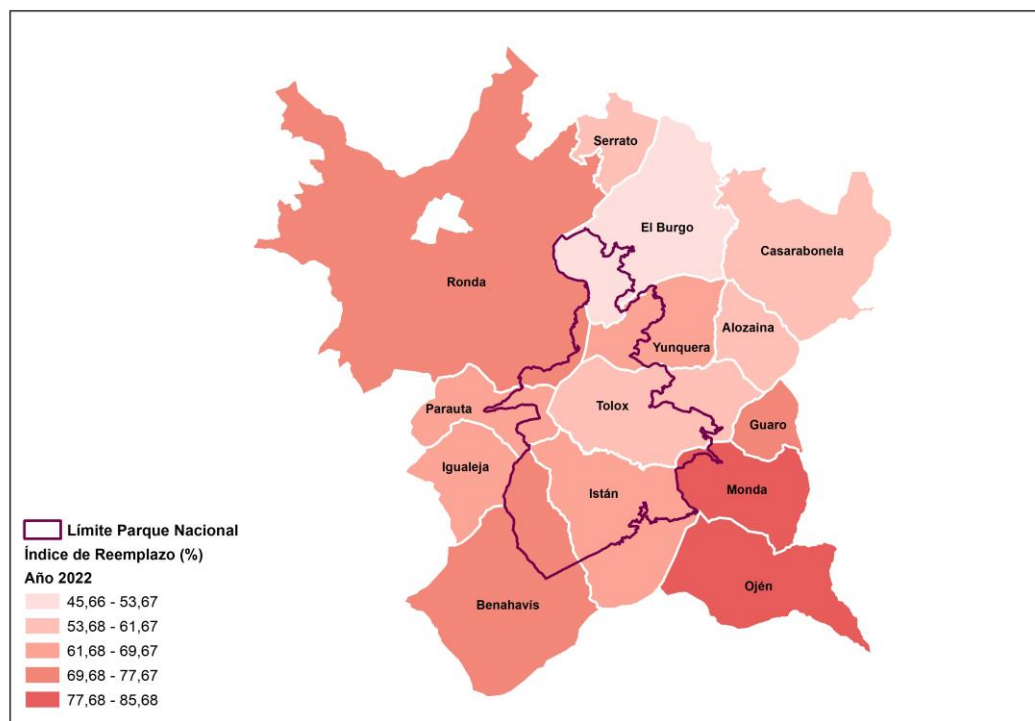 Serrato
El Burgo
Casarabonela
Ronda
Alozaina
Yunquera
Parauta
Tolox
Guaro
Igualeja
Istán
Monda
Ojén
Benahavís
Límite Parque Nacional
Índice de Reemplazo (%)
Año 2022
45,66 - 53,67
53,68 - 61,67
61,68 - 69,67
69,68 - 77,67
77,68 - 85,68